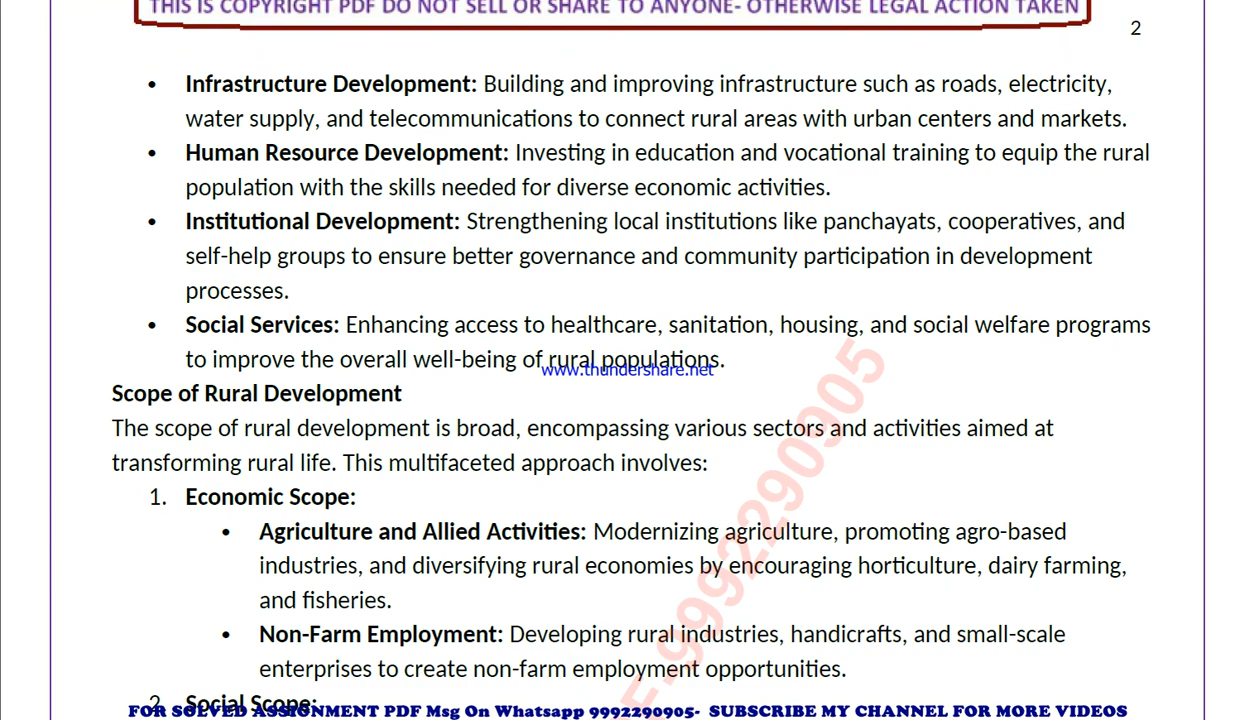 THIS IS COPYRIGHT PDF DO NOT SELL OR SHARE TO ANYONE- OTHERWISE LEGAL ACTION TAKEN
2
• Infrastructure Development: Building and improving infrastructure such as roads, electricity,
water supply, and telecommunications to connect rural areas with urban centers and markets.
• Human Resource Development: Investing in education and vocational training to equip the rural
population with the skills needed for diverse economic activities.
• Institutional Development: Strengthening local institutions like panchayats, cooperatives, and
self-help groups to ensure better governance and community participation in development
processes.
• Social Services: Enhancing access to healthcare, sanitation, housing, and social welfare programs
to improve the overall well-being of rural populations.
www.thundershare.net
Scope of Rural Development
The scope of rural development is broad, encompassing various sectors and activities aimed at
transforming rural life. This multifaceted approach involves:
1. Economic Scope:
• Agriculture and Allied Activities: Modernizing agriculture, promoting agro-based
industries, and diversifying rural economies by encouraging horticulture, dairy farming,
and fisheries.
• Non-Farm Employment: Developing rural industries, handicrafts, and small-scale
enterprises to create non-farm employment opportunities.
2. Social Scope:
FOR SOLVED ASSIGNMENT PDF Msg On Whatsapp 9992290905- SUBSCRIBE MY CHANNEL FOR MORE VIDEOS
-9992290905